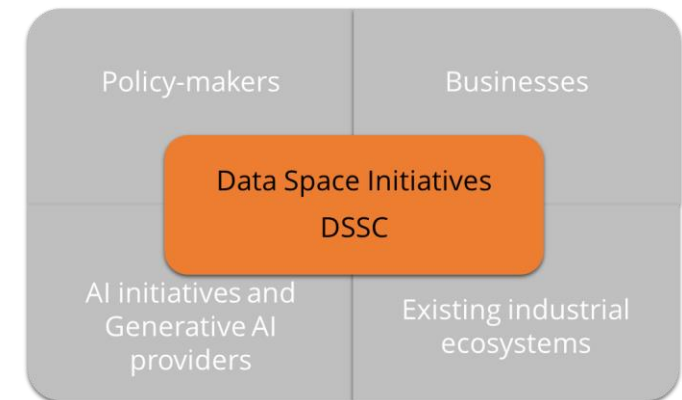 Policy-makers
Businesses
Data Space Initiatives
DSSC
AI initiatives and
Generative AI
providers
Existing industrial
ecosystems